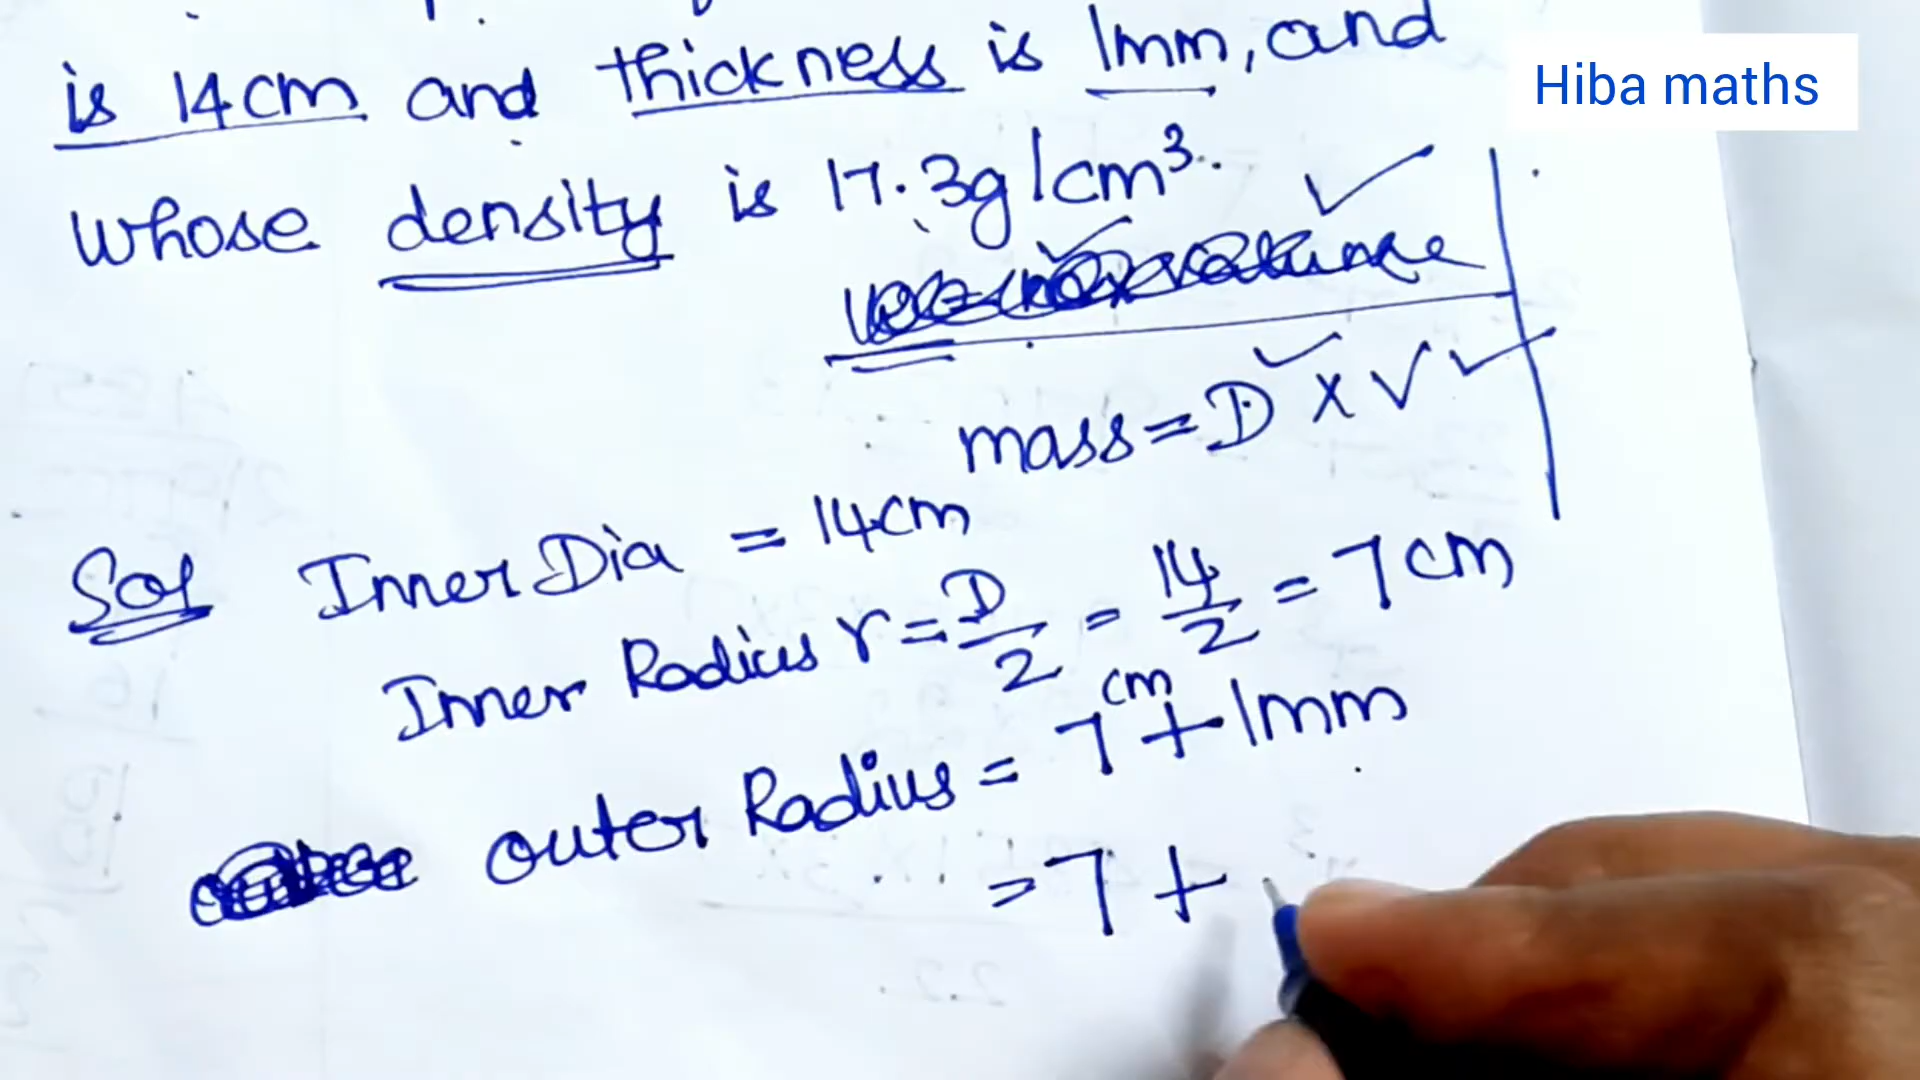 is 14cm and thickness is 1mm, and
Hiba maths
whose density is 17.3g/cm³.
mass = D x V
Sol Inner Dia = 14cm
Inner Radius r = D/2 = 14/2 = 7cm
outer Radius = 7cm + 1mm
= 7 +